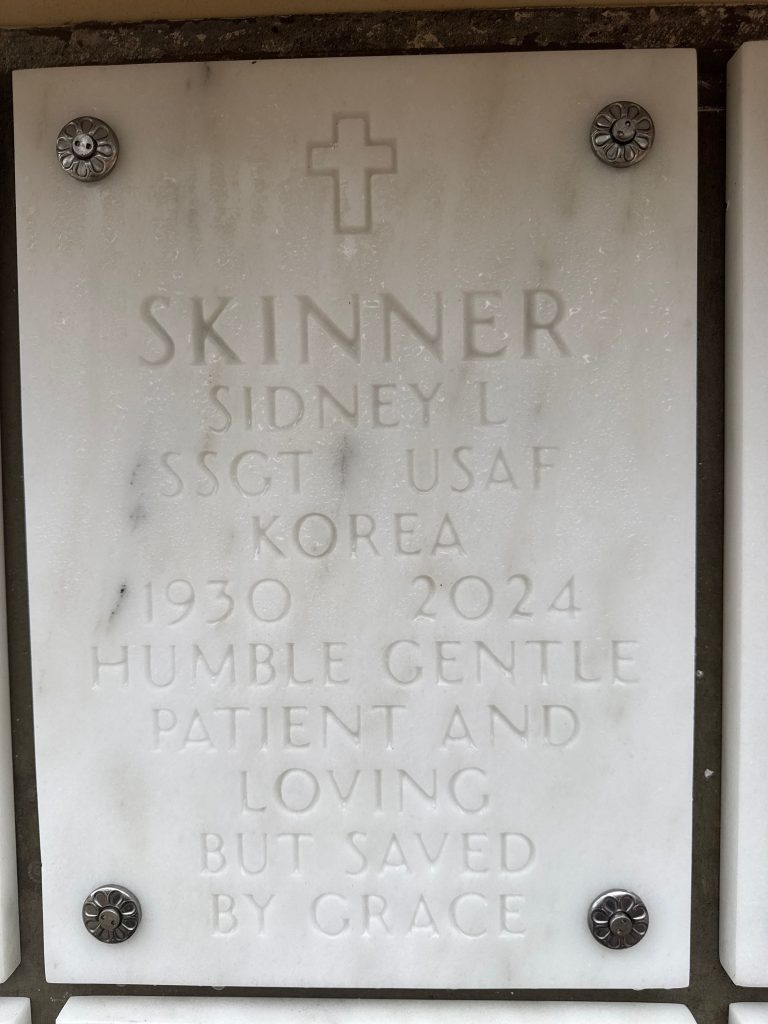 SKINNER
SIDNEY L
SSGT USAF
KOREA
1930 2024
HUMBLE GENTLE
PATIENT AND
LOVING
BUT SAVED
BY GRACE